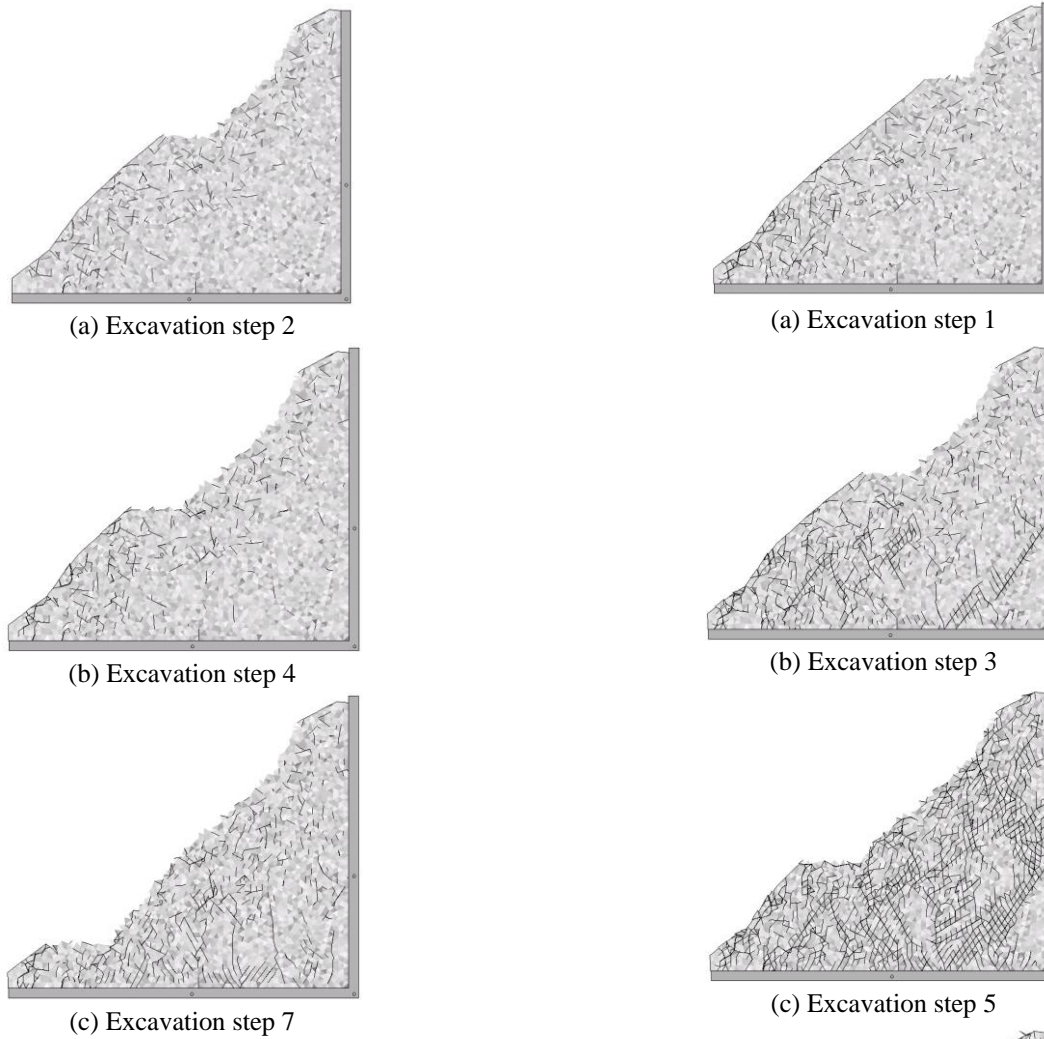 (a) Excavation step 2
(a) Excavation step 1
(b) Excavation step 4
(b) Excavation step 3
(c) Excavation step 7
(c) Excavation step 5